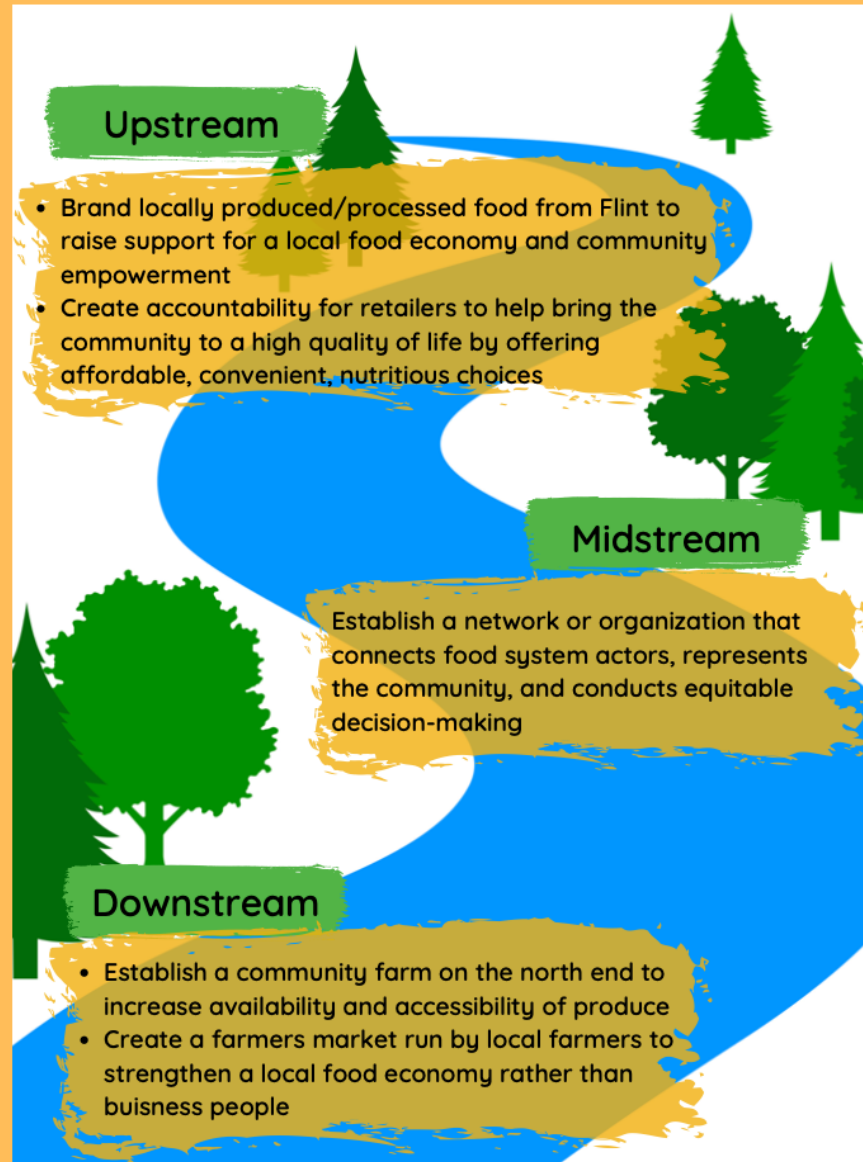 Upstream
• Brand locally produced/processed food from Flint to
raise support for a local food economy and community
empowerment
• Create accountability for retailers to help bring the
community to a high quality of life by offering
affordable, convenient, nutritious choices
Midstream
Establish a network or organization that
connects food system actors, represents
the community, and conducts equitable
decision-making
Downstream
• Establish a community farm on the north end to
increase availability and accessibility of produce
• Create a farmers market run by local farmers to
strengthen a local food economy rather than
buisness people